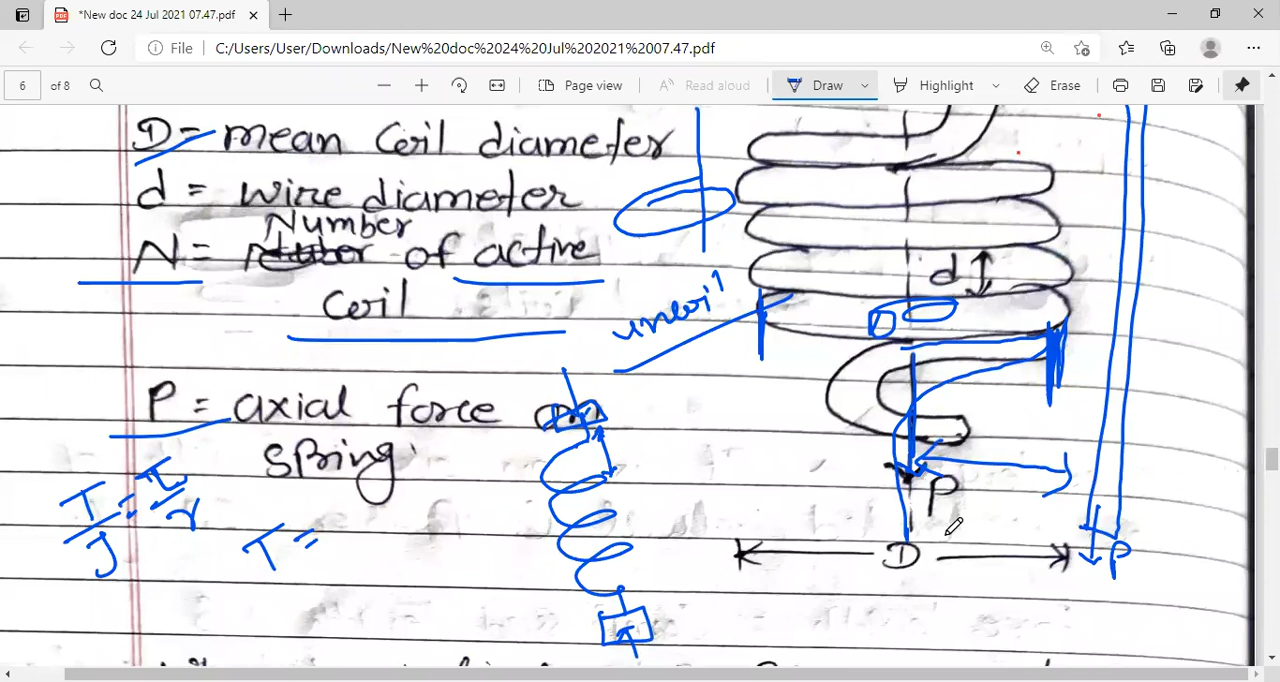 *New doc 24 Jul 2021 07.47.pdf
File
C:/Users/User/Downloads/New%20doc%2024%20Jul%202021%2007.47.pdf
6 of 8
Page view
Read aloud
Draw
Highlight
Erase
D = mean Coil diameter
d = wire diameter
Number
N = of active
Coil
P = axial force on
spring
T/J = τ/r
T =
uncoil
d
D
P
D
P